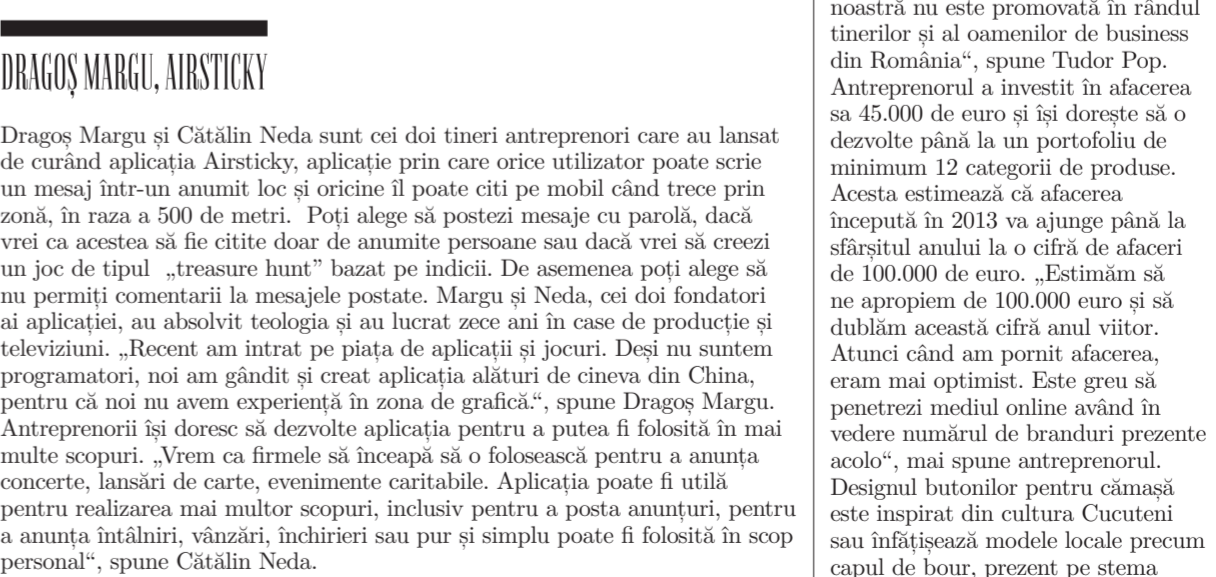 DRAGOȘ MARGU, AIRSTICKY
Dragoș Margu și Cătălin Neda sunt cei doi tineri antreprenori care au lansat
de curând aplicația Airsticky, aplicație prin care orice utilizator poate scrie
un mesaj într-un anumit loc și oricine îl poate citi pe mobil când trece prin
zonă, în raza a 500 de metri.  Poți alege să postezi mesaje cu parolă, dacă
vrei ca acestea să fie citite doar de anumite persoane sau dacă vrei să creezi
un joc de tipul  „treasure hunt” bazat pe indicii. De asemenea poți alege să
nu permiți comentarii la mesajele postate. Margu și Neda, cei doi fondatori
ai aplicației, au absolvit teologia și au lucrat zece ani în case de producție și
televiziuni. „Recent am intrat pe piața de aplicații și jocuri. Deși nu suntem
programatori, noi am gândit și creat aplicația alături de cineva din China,
pentru că noi nu avem experiență în zona de grafică.“, spune Dragoș Margu.
Antreprenorii își doresc să dezvolte aplicația pentru a putea fi folosită în mai
multe scopuri. „Vrem ca firmele să înceapă să o folosească pentru a anunța
concerte, lansări de carte, evenimente caritabile. Aplicația poate fi utilă
pentru realizarea mai multor scopuri, inclusiv pentru a posta anunțuri, pentru
a anunța întâlniri, vânzări, închirieri sau pur și simplu poate fi folosită în scop
personal“, spune Cătălin Neda.
noastră nu este promovată în rândul
tinerilor și al oamenilor de business
din România“, spune Tudor Pop.
Antreprenorul a investit în afacerea
sa 45.000 de euro și își dorește să o
dezvolte până la un portofoliu de
minimum 12 categorii de produse.
Acesta estimează că afacerea
începută în 2013 va ajunge până la
sfârșitul anului la o cifră de afaceri
de 100.000 de euro. „Estimăm să
ne apropiem de 100.000 euro și să
dublăm această cifră anul viitor.
Atunci când am pornit afacerea,
eram mai optimist. Este greu să
penetrezi mediul online având în
vedere numărul de branduri prezente
acolo“, mai spune antreprenorul.
Designul butonilor pentru cămașă
este inspirat din cultura Cucuteni
sau înfățișează modele locale precum
capul de bour, prezent pe stema